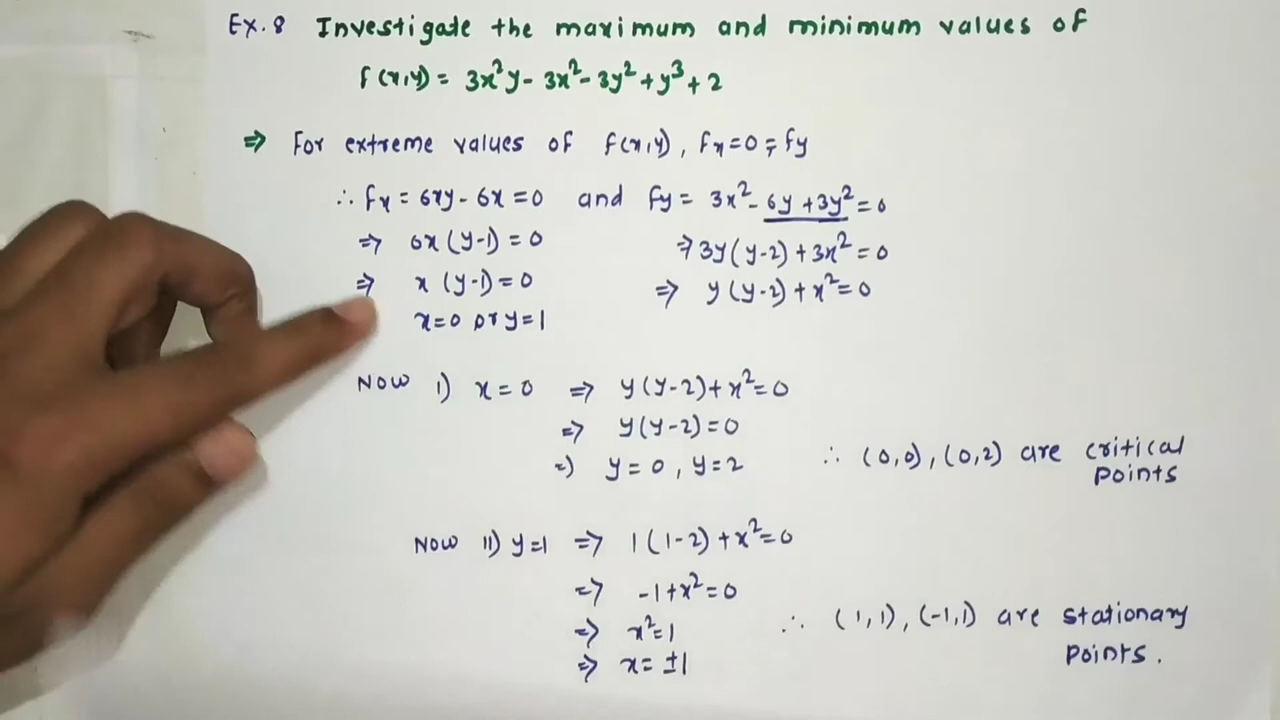 Ex. 8 Investigate the maximum and minimum values of
f(x,y) = 3x²y - 3x² - 3y² + y³ + 2
⇒ For extreme values of f(x,y), fx=0=fy
∴ fx = 6xy - 6x = 0 and fy = 3x² - 6y + 3y² = 0
⇒ 6x(y-1) = 0 ⇒ 3y(y-2) + 3x² = 0
⇒ x(y-1) = 0 ⇒ y(y-2) + x² = 0
x=0 or y=1
Now i) x = 0 ⇒ y(y-2) + x² = 0
⇒ y(y-2) = 0
⇒ y = 0, y = 2 ∴ (0,0), (0,2) are critical
points
Now ii) y=1 ⇒ 1(1-2) + x² = 0
⇒ -1 + x² = 0
⇒ x² = 1 ∴ (1,1), (-1,1) are stationary
⇒ x = ±1 points.